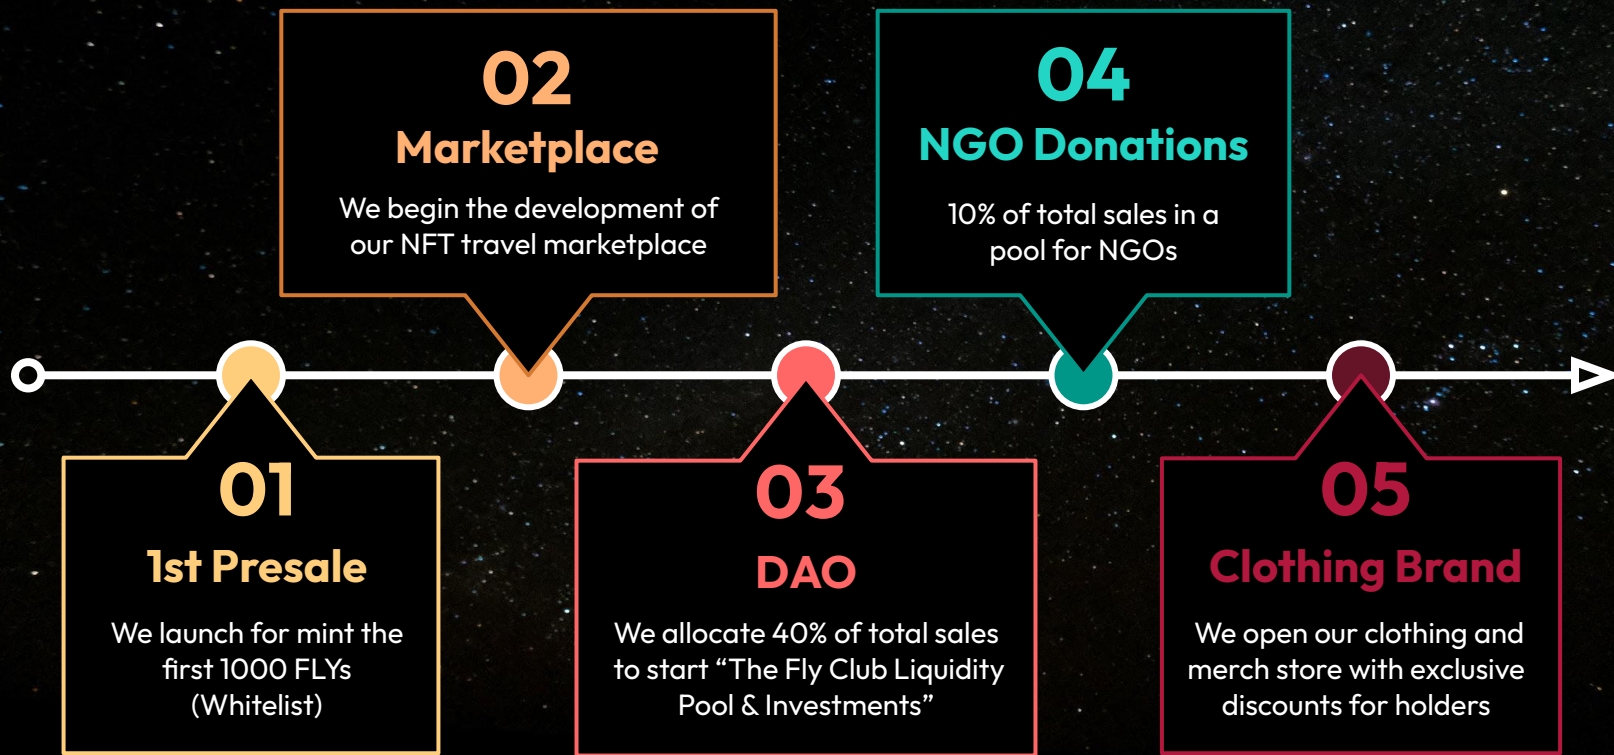 01
1st Presale
We launch for mint the
first 1000 FLYs
(Whitelist)
02
Marketplace
We begin the development of
our NFT travel marketplace
03
DAO
We allocate 40% of total sales
to start “The Fly Club Liquidity
Pool & Investments”
04
NGO Donations
10% of total sales in a
pool for NGOs
05
Clothing Brand
We open our clothing and
merch store with exclusive
discounts for holders